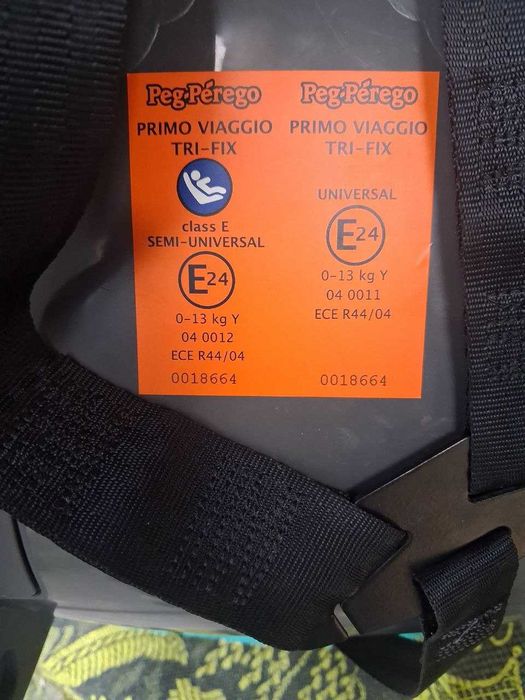 Peg-Pérego
PRIMO VIAGGIO
TRI-FIX
class E
SEMI-UNIVERSAL
E24
0-13 kg Y
04 0012
ECE R44/04
0018664
Peg-Pérego
PRIMO VIAGGIO
TRI-FIX
UNIVERSAL
E24
0-13 kg Y
04 0011
ECE R44/04
0018664